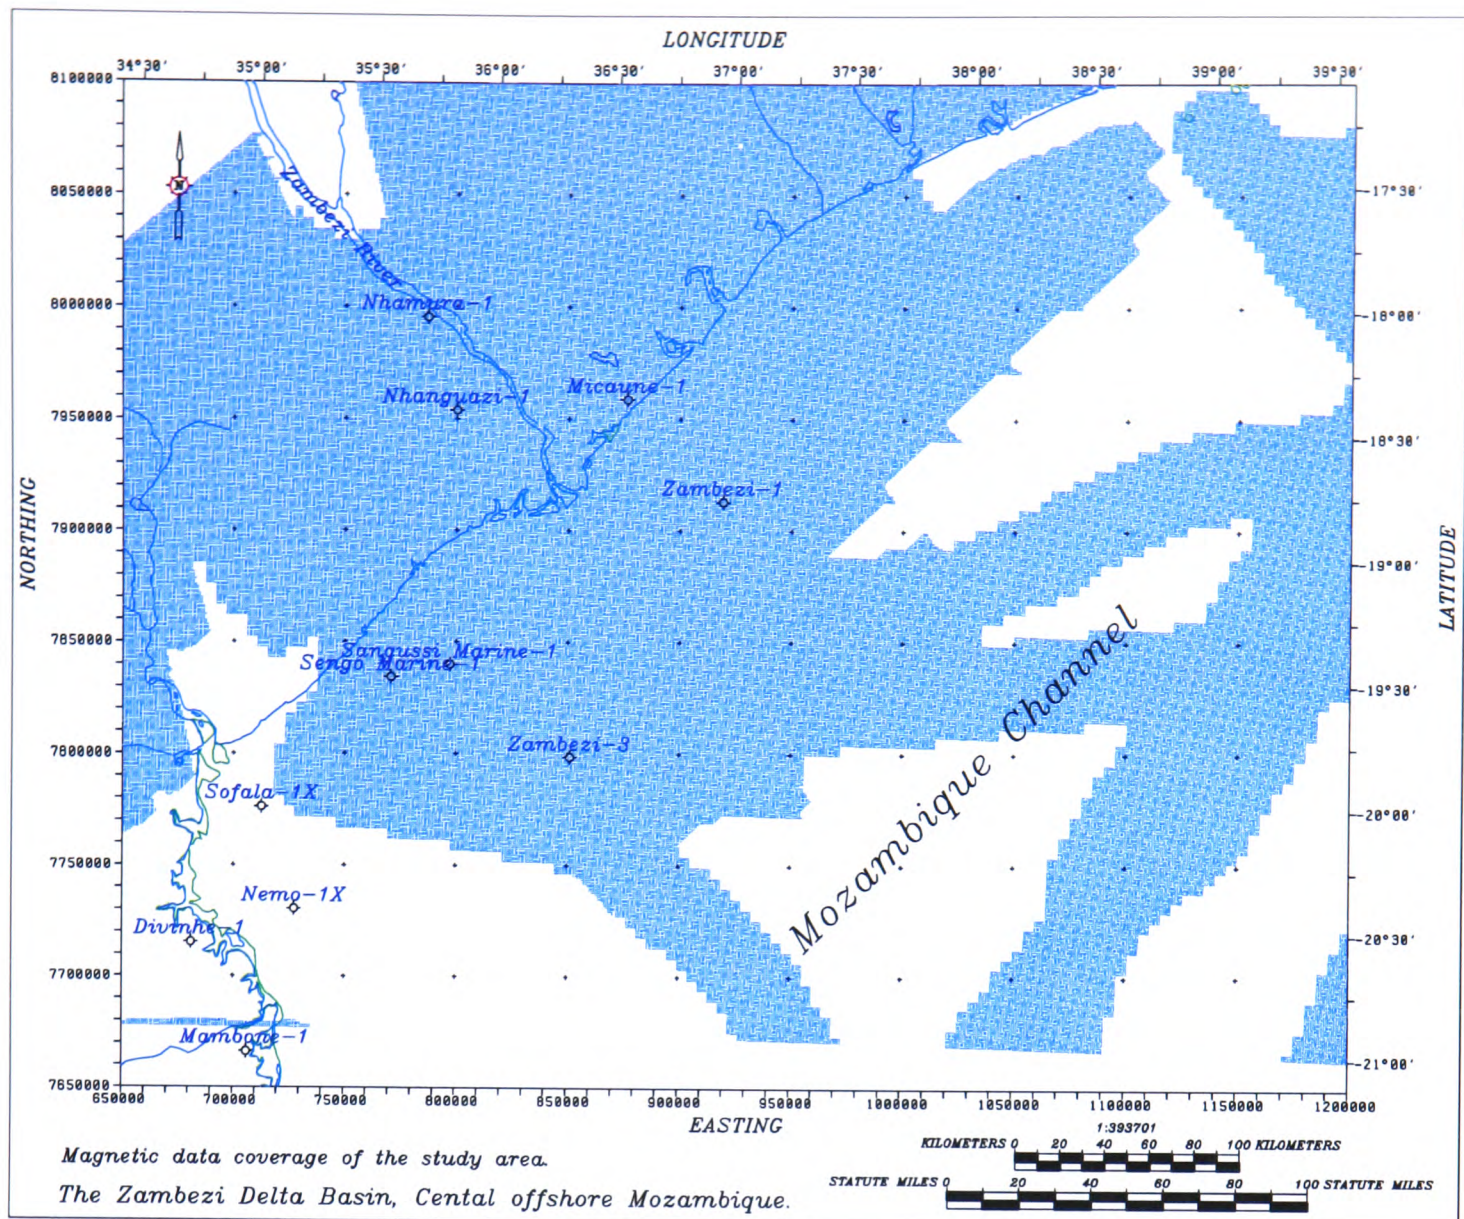 LONGITUDE
34°30' 35°00' 35°30' 36°00' 36°30' 37°00' 37°30' 38°00' 38°30' 39°00' 39°30'
8100000
N
8050000
-17°30'
Zambezi River
8000000
Nhamura-1
-18°00'
Nhanguazi-1
Micaune-1
7950000
-18°30'
Zambezi-1
7900000
NORTHING
-19°00'
LATITUDE
7850000
Sangussi Marine-1
Sengo Marine-1
-19°30'
Mozambique Channel
7800000
Zambezi-3
Sofala-1X
-20°00'
7750000
Nemo-1X
Divinhe-1
-20°30'
7700000
Mambone-1
-21°00'
7650000
650000 700000 750000 800000 850000 900000 950000 1000000 1050000 1100000 1150000 1200000
EASTING
1:393701
KILOMETERS 0 20 40 60 80 100 KILOMETERS
Magnetic data coverage of the study area.
STATUTE MILES 0 20 40 60 80 100 STATUTE MILES
The Zambezi Delta Basin, Cental offshore Mozambique.